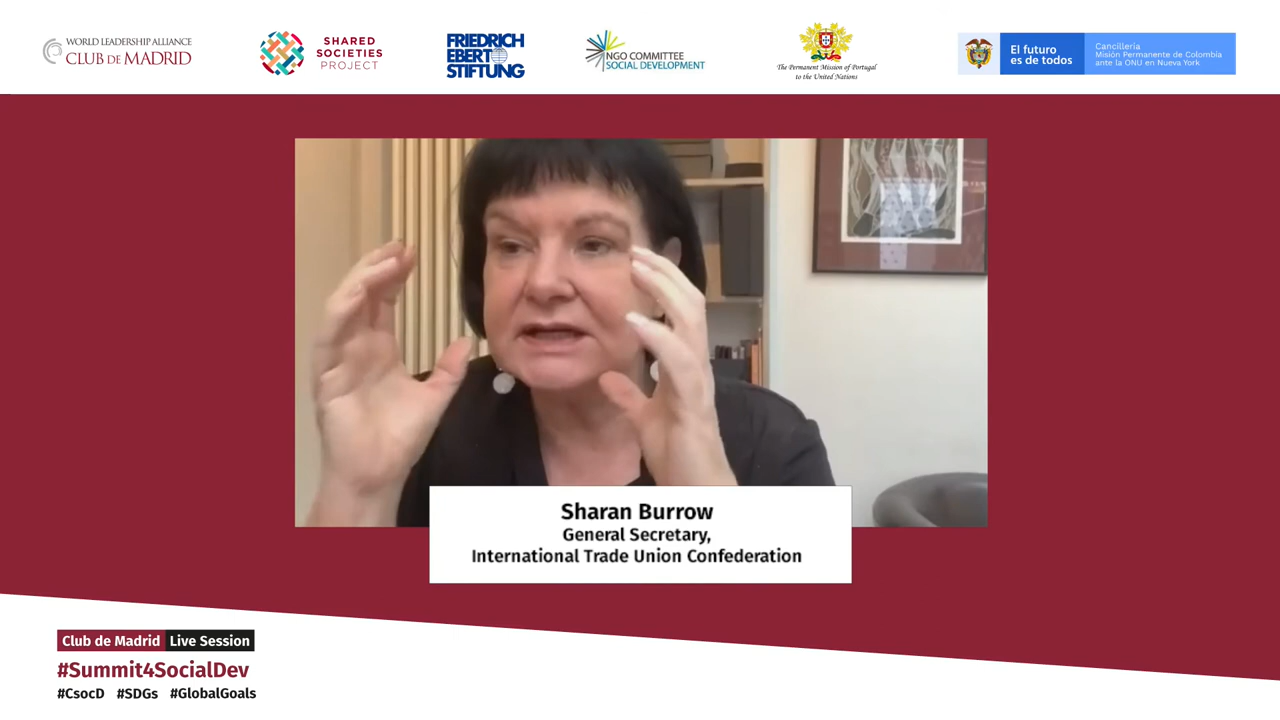 WORLD LEADERSHIP ALLIANCE
CLUB DE MADRID
SHARED
SOCIETIES
PROJECT
FRIEDRICH
EBERT
STIFTUNG
NGO COMMITTEE
SOCIAL DEVELOPMENT
The Permanent Mission of Portugal
to the United Nations
El futuro
es de todos
Cancillería
Misión Permanente de Colombia
ante la ONU en Nueva York
Sharan Burrow
General Secretary,
International Trade Union Confederation
Club de Madrid Live Session
#Summit4SocialDev
#CsocD #SDGs #GlobalGoals